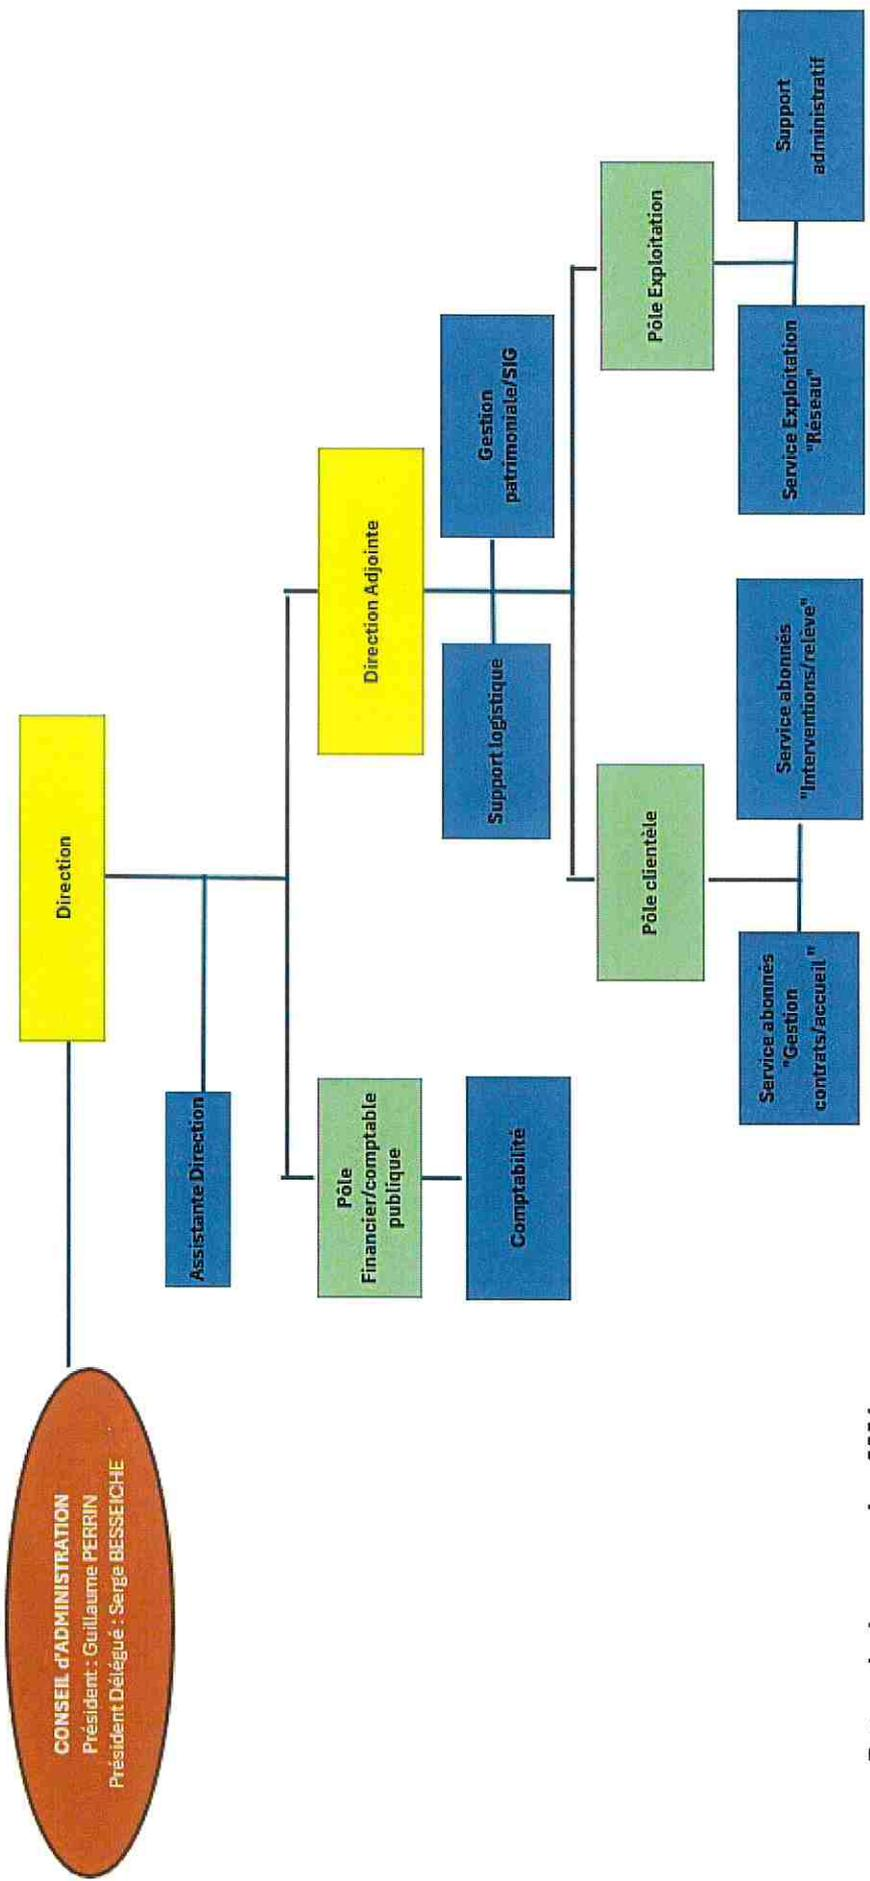 CONSEIL d'ADMINISTRATION
Président : Guillaume PERRIN
Président Délégué : Serge BESSEICHE
Direction
Assistante Direction
Pôle
Financier/comptable
publique
Comptabilité
Direction Adjointe
Support logistique
Gestion
patrimoniale/SIG
Pôle clientèle
Pôle Exploitation
Service abonnés
"Gestion
contrats/accueil "
Service abonnés
"Interventions/relève"
Service Exploitation
"Réseau"
Support
administratif